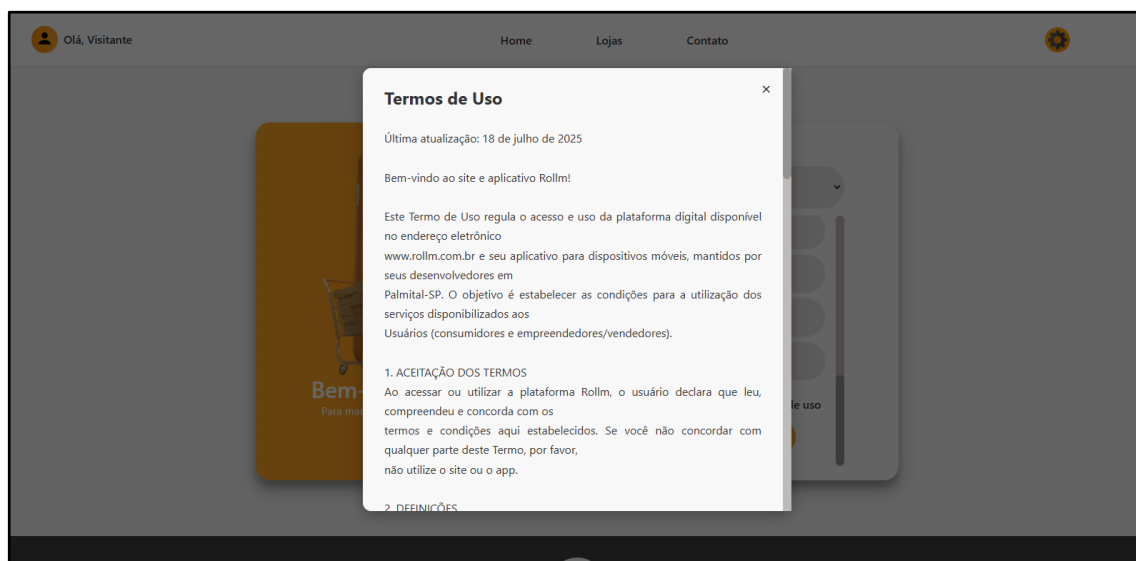 Olá, Visitante
Home
Lojas
Contato
Termos de Uso
×
Última atualização: 18 de julho de 2025
Bem-vindo ao site e aplicativo Rollm!
Este Termo de Uso regula o acesso e uso da plataforma digital disponível
no endereço eletrônico
www.rollm.com.br e seu aplicativo para dispositivos móveis, mantidos por
seus desenvolvedores em
Palmital-SP. O objetivo é estabelecer as condições para a utilização dos
serviços disponibilizados aos
Usuários (consumidores e empreendedores/vendedores).
1. ACEITAÇÃO DOS TERMOS
Ao acessar ou utilizar a plataforma Rollm, o usuário declara que leu,
compreendeu e concorda com os
termos e condições aqui estabelecidos. Se você não concordar com
qualquer parte deste Termo, por favor,
não utilize o site ou o app.
2. DEFINIÇÕES
Bem-
Para
de uso